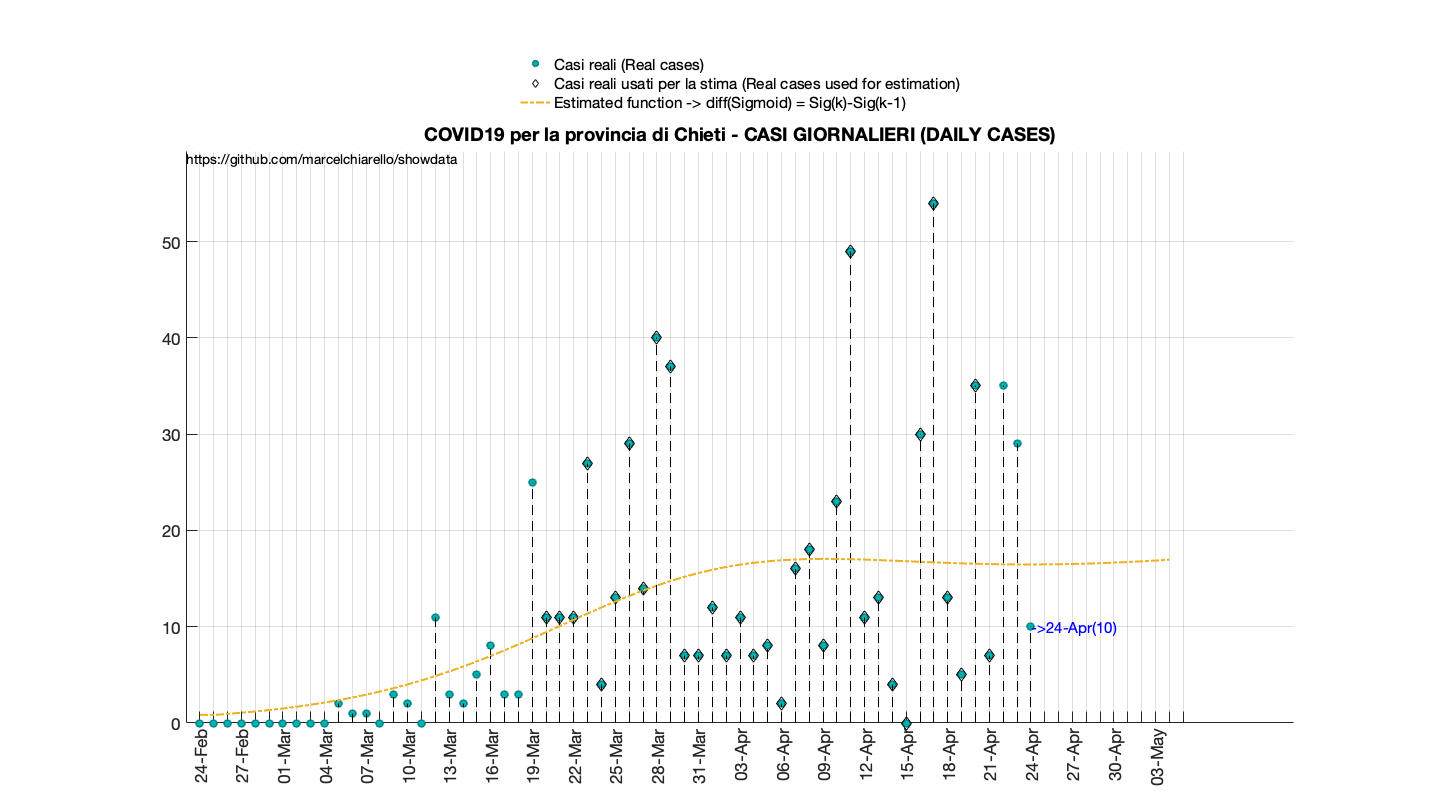 Casi reali (Real cases)
Casi reali usati per la stima (Real cases used for estimation)
Estimated function -> diff(Sigmoid) = Sig(k)-Sig(k-1)
COVID19 per la provincia di Chieti - CASI GIORNALIERI (DAILY CASES)
https://github.com/marcelchiarello/showdata
50
40
30
20
10
0
->24-Apr(10)
24-Feb
27-Feb
01-Mar
04-Mar
07-Mar
10-Mar
13-Mar
16-Mar
19-Mar
22-Mar
25-Mar
28-Mar
31-Mar
03-Apr
06-Apr
09-Apr
12-Apr
15-Apr
18-Apr
21-Apr
24-Apr
27-Apr
30-Apr
03-May